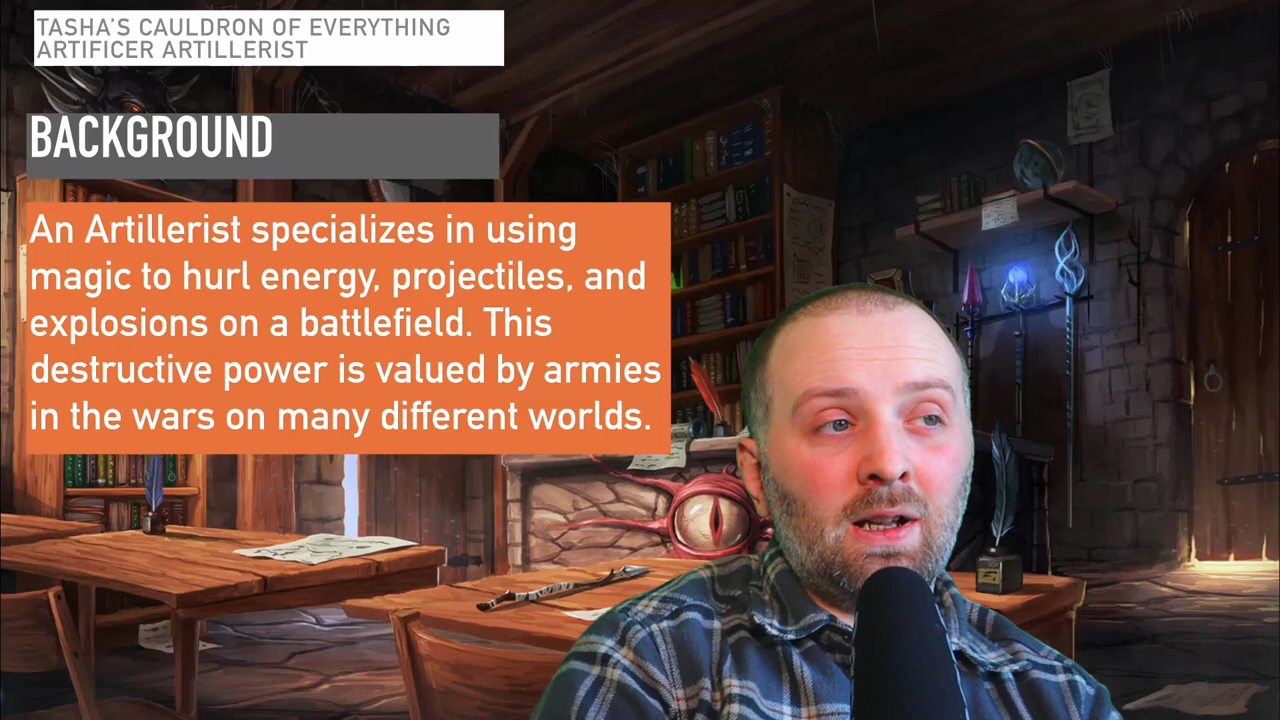 TASHA'S CAULDRON OF EVERYTHING
ARTIFICER ARTILLERIST
BACKGROUND
An Artillerist specializes in using
magic to hurl energy, projectiles, and
explosions on a battlefield. This
destructive power is valued by armies
in the wars on many different worlds.